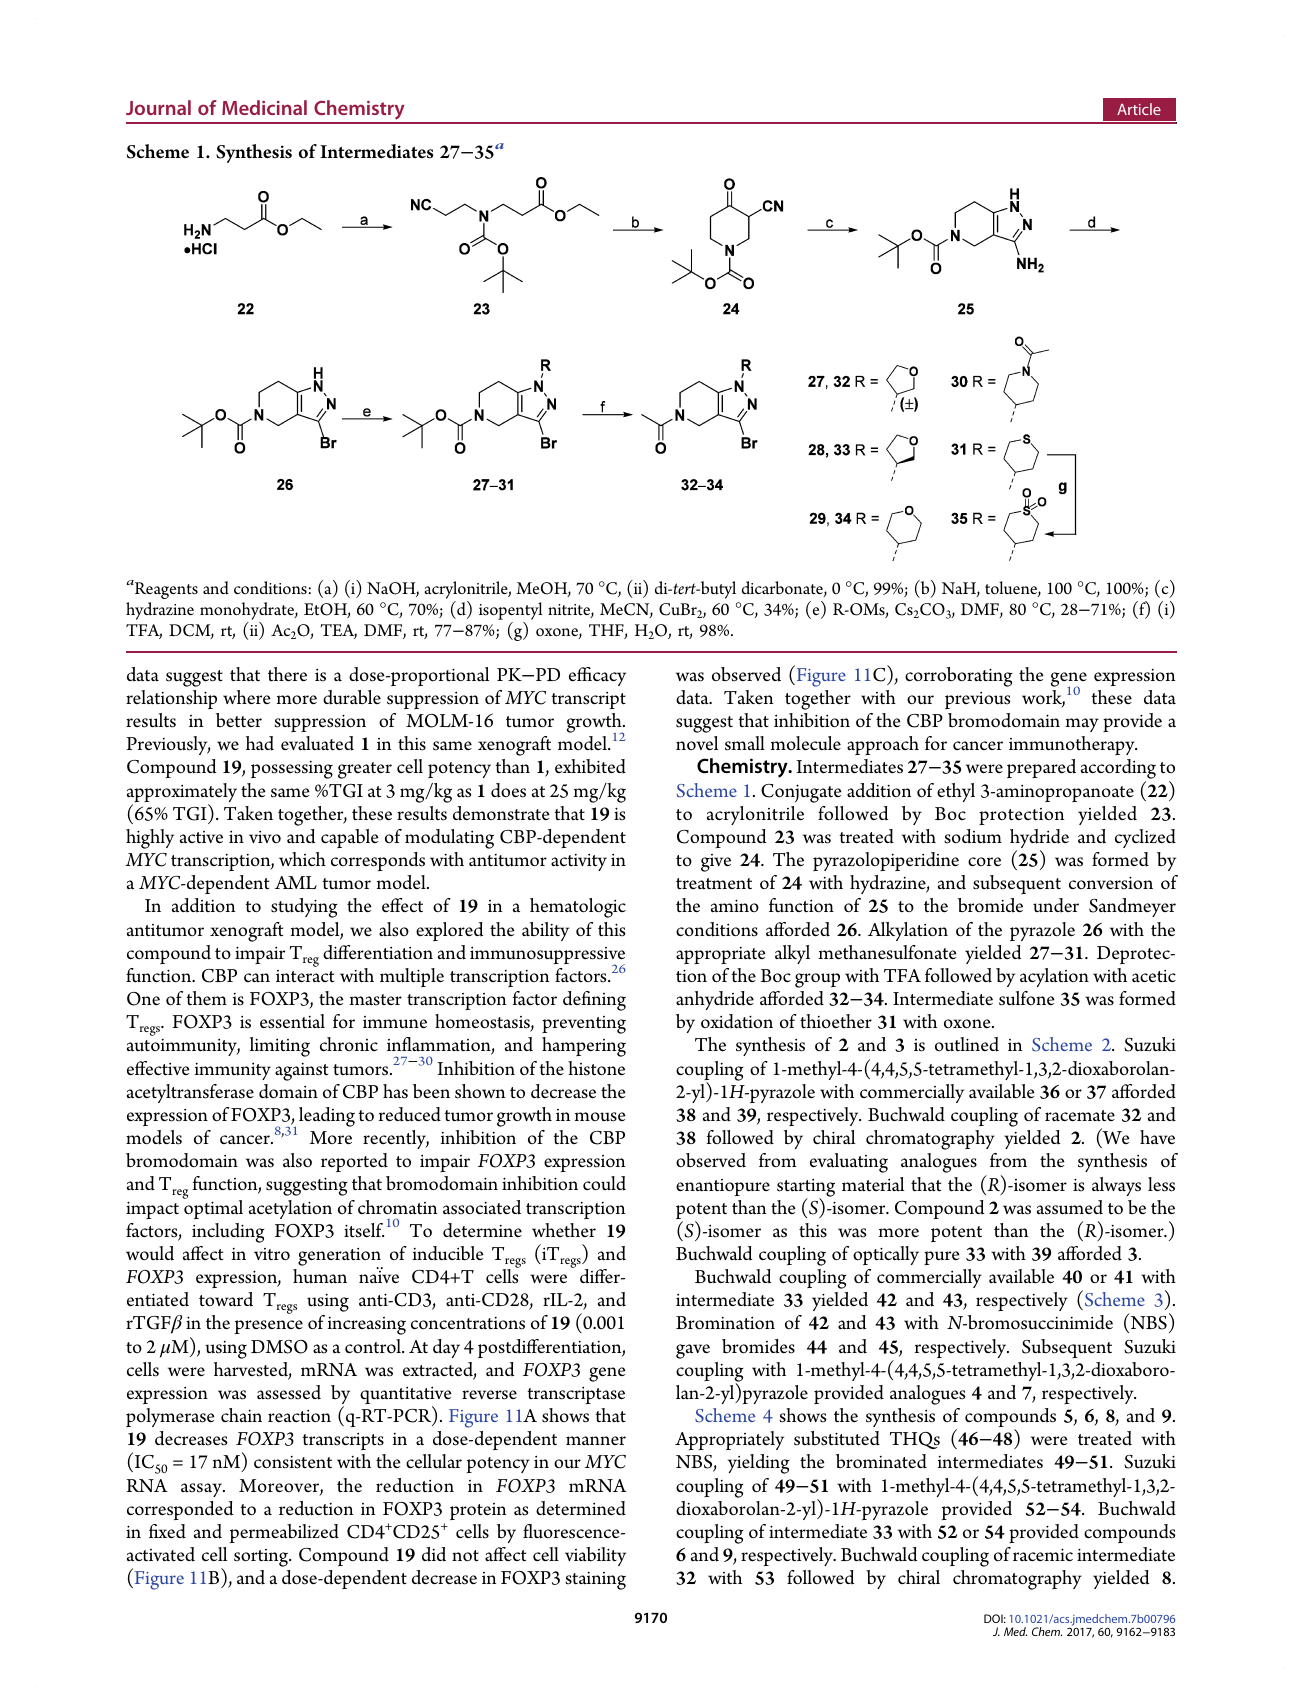 Journal of Medicinal Chemistry
Article
Scheme 1. Synthesis of Intermediates 27−35a
O
H2N
•HCl
O
a
NC
N
O
O
O
O
b
O
CN
N
O
O
c
O
O
N
H
N
N
NH2
d
22
23
24
25
O
O
N
H
N
N
Br
e
O
O
N
R
N
N
Br
f
O
N
R
N
N
Br
26
27–31
32–34
27, 32 R =
O
(±)
28, 33 R =
O
29, 34 R =
O
30 R =
O
N
31 R =
S
g
35 R =
O
O
S
aReagents and conditions: (a) (i) NaOH, acrylonitrile, MeOH, 70 °C, (ii) di-tert-butyl dicarbonate, 0 °C, 99%; (b) NaH, toluene, 100 °C, 100%; (c)
hydrazine monohydrate, EtOH, 60 °C, 70%; (d) isopentyl nitrite, MeCN, CuBr2, 60 °C, 34%; (e) R-OMs, Cs2CO3, DMF, 80 °C, 28−71%; (f) (i)
TFA, DCM, rt, (ii) Ac2O, TEA, DMF, rt, 77−87%; (g) oxone, THF, H2O, rt, 98%.
data suggest that there is a dose-proportional PK−PD efficacy
relationship where more durable suppression of MYC transcript
results in better suppression of MOLM-16 tumor growth.
Previously, we had evaluated 1 in this same xenograft model.12
Compound 19, possessing greater cell potency than 1, exhibited
approximately the same %TGI at 3 mg/kg as 1 does at 25 mg/kg
(65% TGI). Taken together, these results demonstrate that 19 is
highly active in vivo and capable of modulating CBP-dependent
MYC transcription, which corresponds with antitumor activity in
a MYC-dependent AML tumor model.
In addition to studying the effect of 19 in a hematologic
antitumor xenograft model, we also explored the ability of this
compound to impair Treg differentiation and immunosuppressive
function. CBP can interact with multiple transcription factors.26
One of them is FOXP3, the master transcription factor defining
Tregs. FOXP3 is essential for immune homeostasis, preventing
autoimmunity, limiting chronic inflammation, and hampering
effective immunity against tumors.27−30 Inhibition of the histone
acetyltransferase domain of CBP has been shown to decrease the
expression of FOXP3, leading to reduced tumor growth in mouse
models of cancer.8,31 More recently, inhibition of the CBP
bromodomain was also reported to impair FOXP3 expression
and Treg function, suggesting that bromodomain inhibition could
impact optimal acetylation of chromatin associated transcription
factors, including FOXP3 itself.10 To determine whether 19
would affect in vitro generation of inducible Tregs (iTregs) and
FOXP3 expression, human naïve CD4+T cells were differ-
entiated toward Tregs using anti-CD3, anti-CD28, rIL-2, and
rTGFβ in the presence of increasing concentrations of 19 (0.001
to 2 μM), using DMSO as a control. At day 4 postdifferentiation,
cells were harvested, mRNA was extracted, and FOXP3 gene
expression was assessed by quantitative reverse transcriptase
polymerase chain reaction (q-RT-PCR). Figure 11A shows that
19 decreases FOXP3 transcripts in a dose-dependent manner
(IC50 = 17 nM) consistent with the cellular potency in our MYC
RNA assay. Moreover, the reduction in FOXP3 mRNA
corresponded to a reduction in FOXP3 protein as determined
in fixed and permeabilized CD4+CD25+ cells by fluorescence-
activated cell sorting. Compound 19 did not affect cell viability
(Figure 11B), and a dose-dependent decrease in FOXP3 staining
was observed (Figure 11C), corroborating the gene expression
data. Taken together with our previous work,10 these data
suggest that inhibition of the CBP bromodomain may provide a
novel small molecule approach for cancer immunotherapy.
Chemistry. Intermediates 27−35 were prepared according to
Scheme 1. Conjugate addition of ethyl 3-aminopropanoate (22)
to acrylonitrile followed by Boc protection yielded 23.
Compound 23 was treated with sodium hydride and cyclized
to give 24. The pyrazolopiperidine core (25) was formed by
treatment of 24 with hydrazine, and subsequent conversion of
the amino function of 25 to the bromide under Sandmeyer
conditions afforded 26. Alkylation of the pyrazole 26 with the
appropriate alkyl methanesulfonate yielded 27−31. Deprotec-
tion of the Boc group with TFA followed by acylation with acetic
anhydride afforded 32−34. Intermediate sulfone 35 was formed
by oxidation of thioether 31 with oxone.
The synthesis of 2 and 3 is outlined in Scheme 2. Suzuki
coupling of 1-methyl-4-(4,4,5,5-tetramethyl-1,3,2-dioxaborolan-
2-yl)-1H-pyrazole with commercially available 36 or 37 afforded
38 and 39, respectively. Buchwald coupling of racemate 32 and
38 followed by chiral chromatography yielded 2. (We have
observed from evaluating analogues from the synthesis of
enantiopure starting material that the (R)-isomer is always less
potent than the (S)-isomer. Compound 2 was assumed to be the
(S)-isomer as this was more potent than the (R)-isomer.)
Buchwald coupling of optically pure 33 with 39 afforded 3.
Buchwald coupling of commercially available 40 or 41 with
intermediate 33 yielded 42 and 43, respectively (Scheme 3).
Bromination of 42 and 43 with N-bromosuccinimide (NBS)
gave bromides 44 and 45, respectively. Subsequent Suzuki
coupling with 1-methyl-4-(4,4,5,5-tetramethyl-1,3,2-dioxaboro-
lan-2-yl)pyrazole provided analogues 4 and 7, respectively.
Scheme 4 shows the synthesis of compounds 5, 6, 8, and 9.
Appropriately substituted THQs (46−48) were treated with
NBS, yielding the brominated intermediates 49−51. Suzuki
coupling of 49−51 with 1-methyl-4-(4,4,5,5-tetramethyl-1,3,2-
dioxaborolan-2-yl)-1H-pyrazole provided 52−54. Buchwald
coupling of intermediate 33 with 52 or 54 provided compounds
6 and 9, respectively. Buchwald coupling of racemic intermediate
32 with 53 followed by chiral chromatography yielded 8.
9170
DOI: 10.1021/acs.jmedchem.7b00796
J. Med. Chem. 2017, 60, 9162−9183